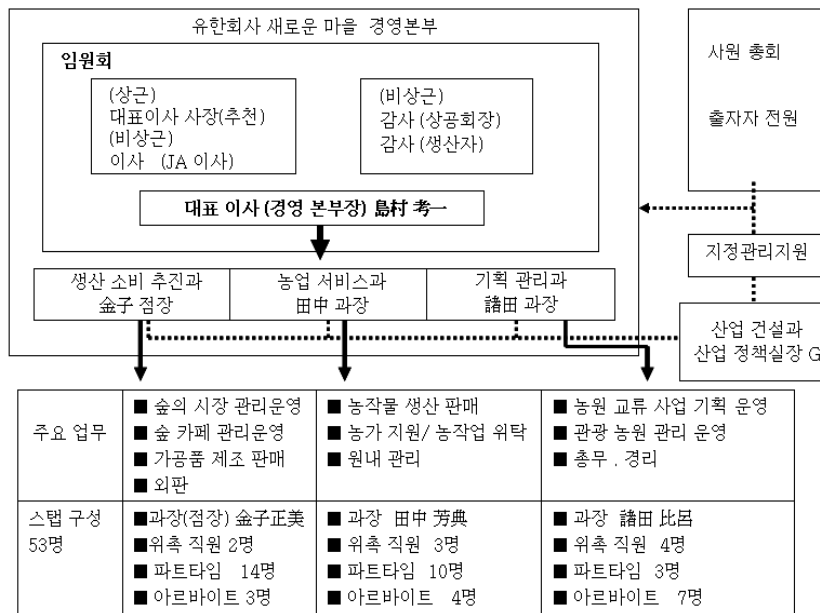 유한회사 새로운 마을 경영본부
임원회
(상근)
대표이사 사장(추천)
(비상근)
이사 (JA 이사)
(비상근)
감사 (상공회장)
감사 (생산자)
대표 이사 (경영 본부장) 島村 考一
생산 소비 추진과
金子 점장
농업 서비스과
田中 과장
기획 관리과
諸田 과장
사원 총회
출자자 전원
지정관리지원
산업 건설과
산업 정책실장 G
주요 업무
■ 숲의 시장 관리운영
■ 숲 카페 관리운영
■ 가공품 제조 판매
■ 외판
■ 농작물 생산 판매
■ 농가 지원/ 농작업 위탁
■ 원내 관리
■ 농원 교류 사업 기획 운영
■ 관광 농원 관리 운영
■ 총무 . 경리
스탭 구성
53명
■과장(점장) 金子正美
■위촉 직원 2명
■파트타임 14명
■아르바이트 3명
■ 과장 田中 芳典
■ 위촉 직원 3명
■ 파트타임 10명
■ 아르바이트 4명
■ 과장 諸田 比呂
■ 위촉 직원 4명
■ 파트타임 3명
■ 아르바이트 7명